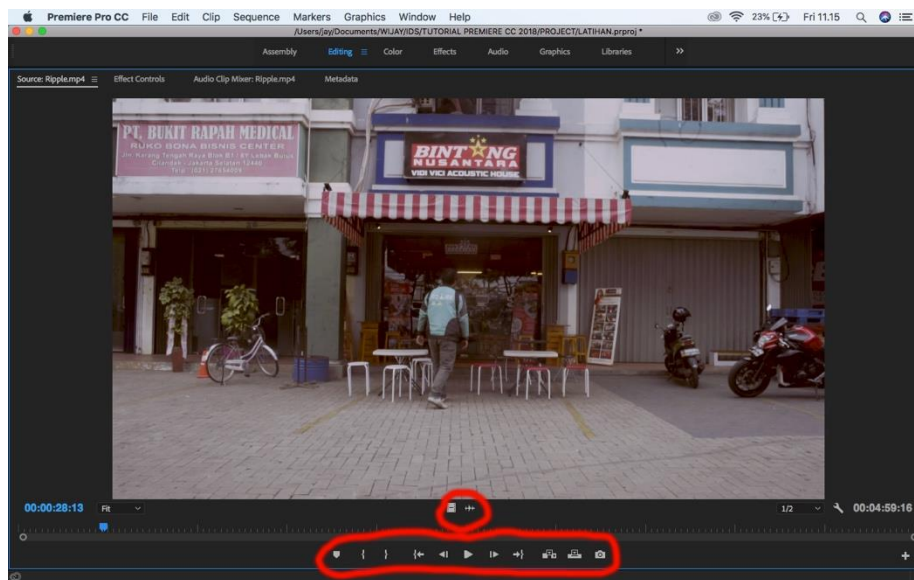 Premiere Pro CC File Edit Clip Sequence Markers Graphics Window Help 23% Fri 11.15
/Users/jay/Documents/WIJAY/IDS/TUTORIAL PREMIERE CC 2018/PROJECT/LATIHAN.prproj *
Assembly Editing Color Effects Audio Graphics Libraries
Source: Ripple.mp4 Effect Controls Audio Clip Mixer: Ripple.mp4 Metadata
PT. BUKIT RAPAH MEDICAL
RUKO BONA BISNIS CENTER
BINTANG
NUSANTARA
VIDI VICI ACOUSTIC HOUSE
00:00:28:13 Fit 1/2 00:04:59:16